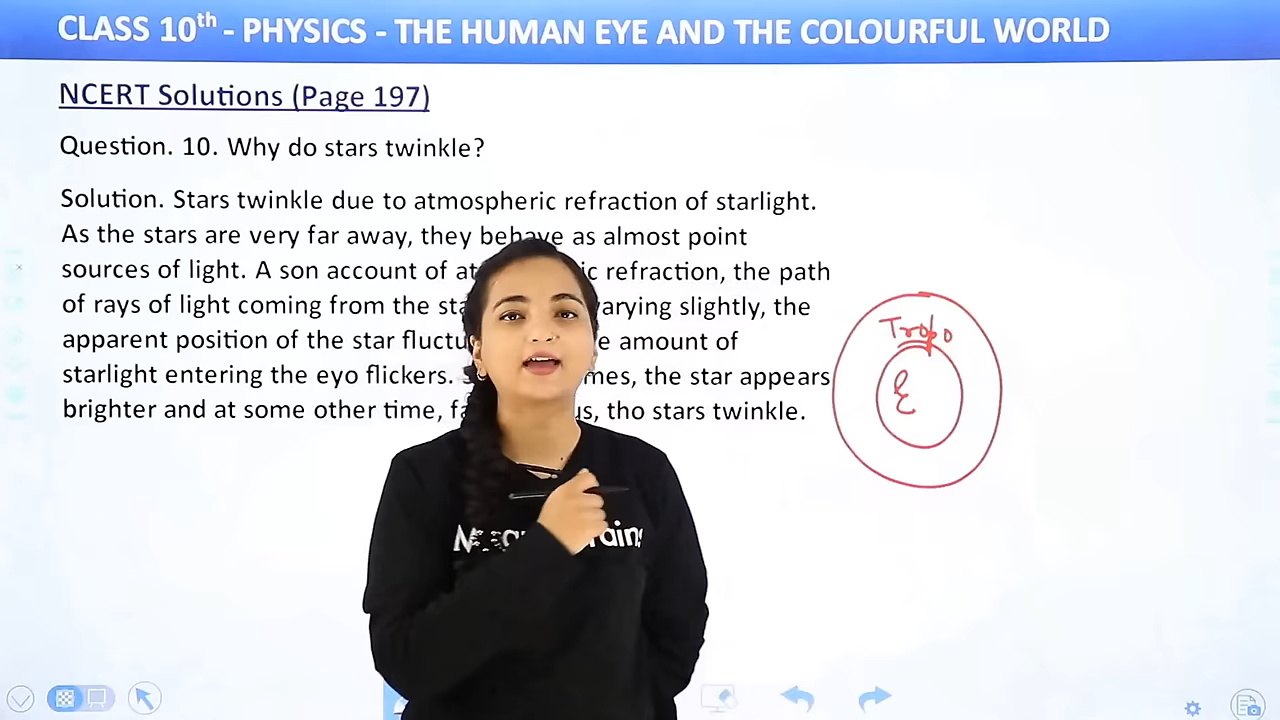 CLASS 10th - PHYSICS - THE HUMAN EYE AND THE COLOURFUL WORLD
NCERT Solutions (Page 197)
Question. 10. Why do stars twinkle?
Solution. Stars twinkle due to atmospheric refraction of starlight.
As the stars are very far away, they behave as almost point
sources of light. A son account of at ic refraction, the path
of rays of light coming from the sta varying slightly, the
apparent position of the star fluctu e amount of
starlight entering the eyo flickers. mes, the star appears
brighter and at some other time, fa us, tho stars twinkle.
Tropo
E